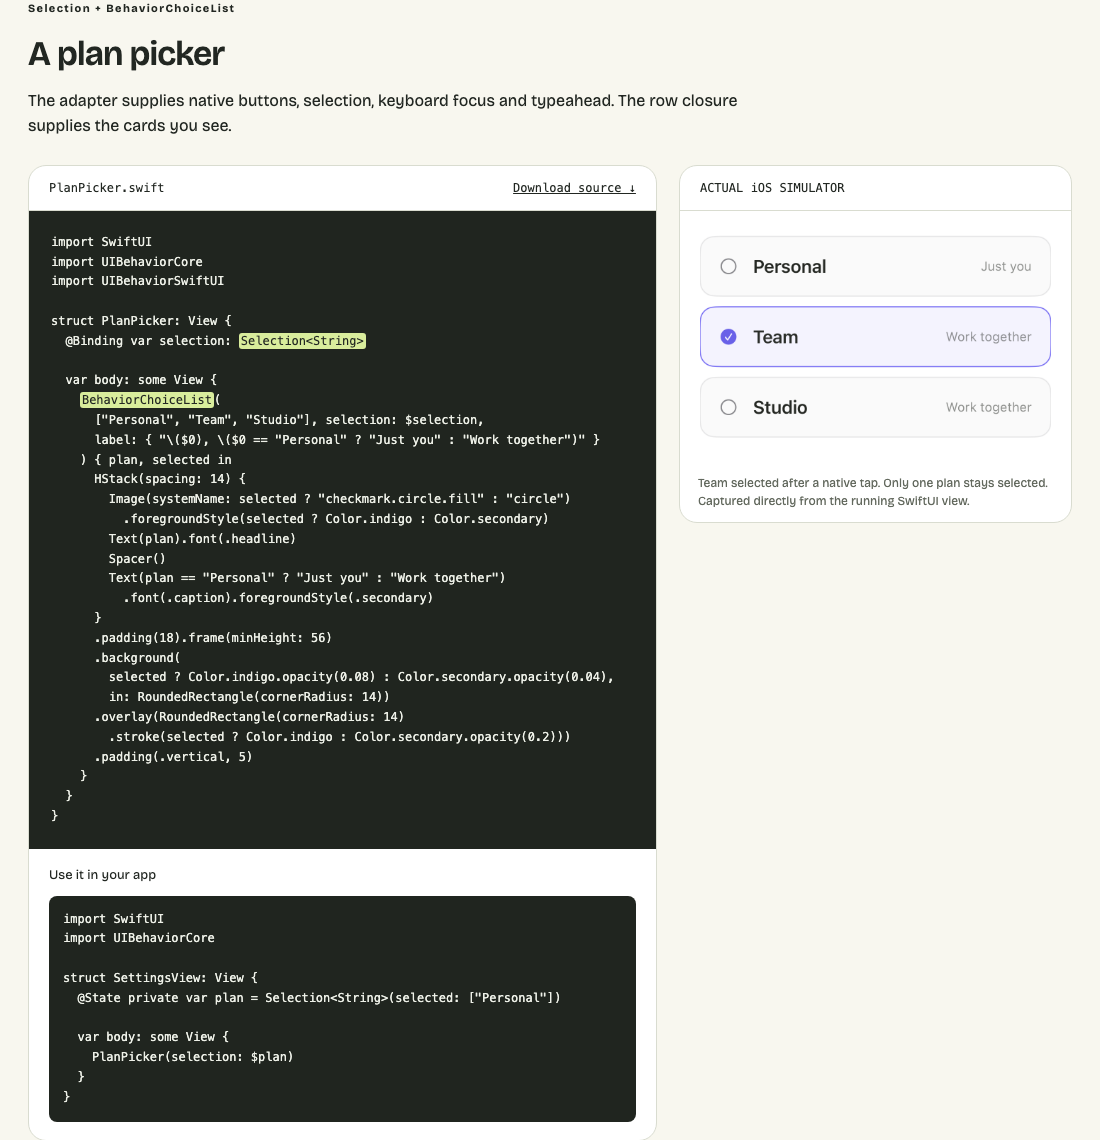 Selection + BehaviorChoiceList
A plan picker
The adapter supplies native buttons, selection, keyboard focus and typeahead. The row closure
supplies the cards you see.
PlanPicker.swift
Download source ↓
import SwiftUI
import UIBehaviorCore
import UIBehaviorSwiftUI
struct PlanPicker: View {
@Binding var selection: Selection<String>
var body: some View {
BehaviorChoiceList(
["Personal", "Team", "Studio"], selection: $selection,
label: { "\($0), \($0 == "Personal" ? "Just you" : "Work together")" }
) { plan, selected in
HStack(spacing: 14) {
Image(systemName: selected ? "checkmark.circle.fill" : "circle")
.foregroundStyle(selected ? Color.indigo : Color.secondary)
Text(plan).font(.headline)
Spacer()
Text(plan == "Personal" ? "Just you" : "Work together")
.font(.caption).foregroundStyle(.secondary)
}
.padding(18).frame(minHeight: 56)
.background(
selected ? Color.indigo.opacity(0.08) : Color.secondary.opacity(0.04),
in: RoundedRectangle(cornerRadius: 14))
.overlay(RoundedRectangle(cornerRadius: 14)
.stroke(selected ? Color.indigo : Color.secondary.opacity(0.2)))
.padding(.vertical, 5)
}
}
}
Use it in your app
import SwiftUI
import UIBehaviorCore
struct SettingsView: View {
@State private var plan = Selection<String>(selected: ["Personal"])
var body: some View {
PlanPicker(selection: $plan)
}
}
ACTUAL iOS SIMULATOR
Personal
Just you
Team
Work together
Studio
Work together
Team selected after a native tap. Only one plan stays selected.
Captured directly from the running SwiftUI view.